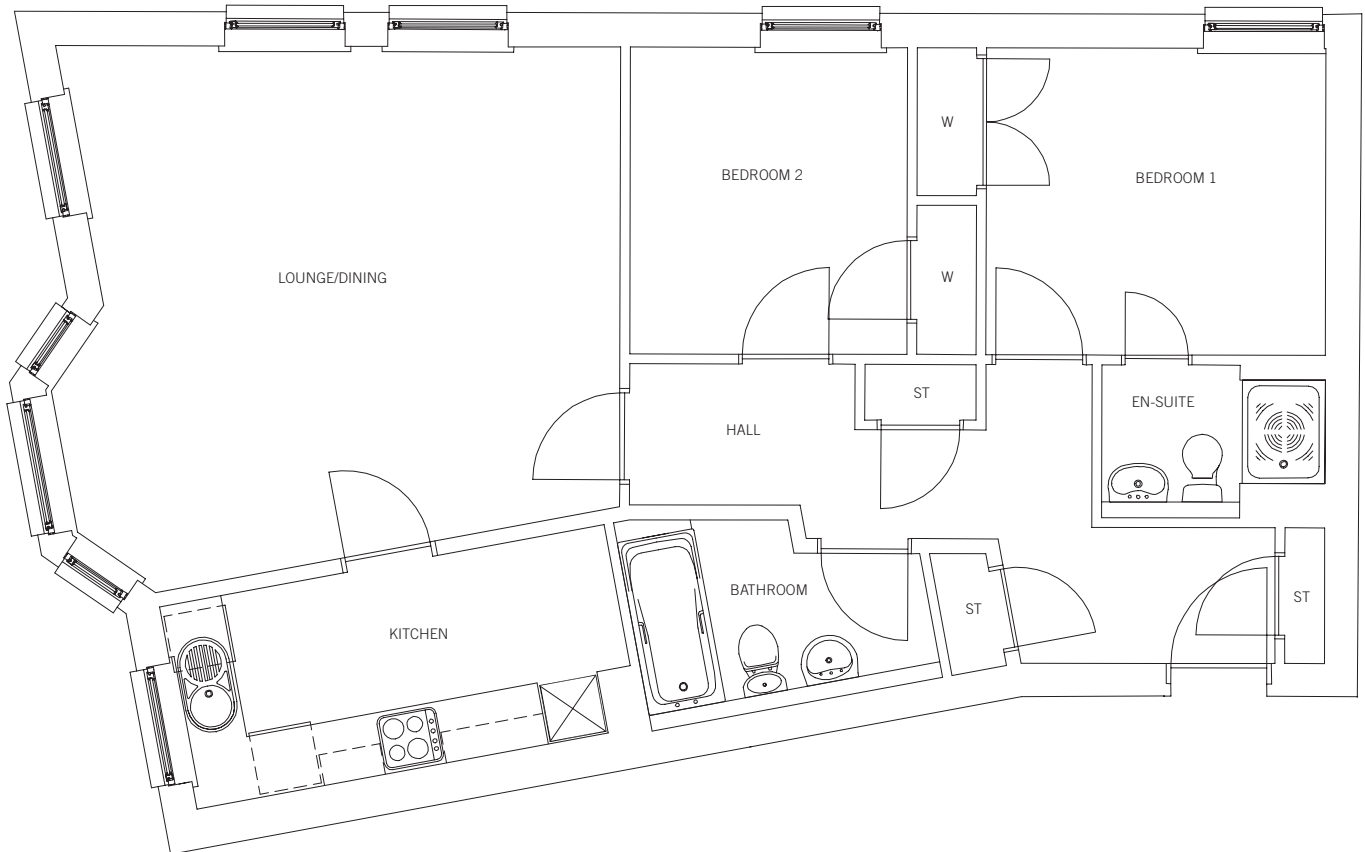 W
BEDROOM 2
BEDROOM 1
LOUNGE/DINING
W
ST
EN-SUITE
HALL
BATHROOM
ST
ST
KITCHEN